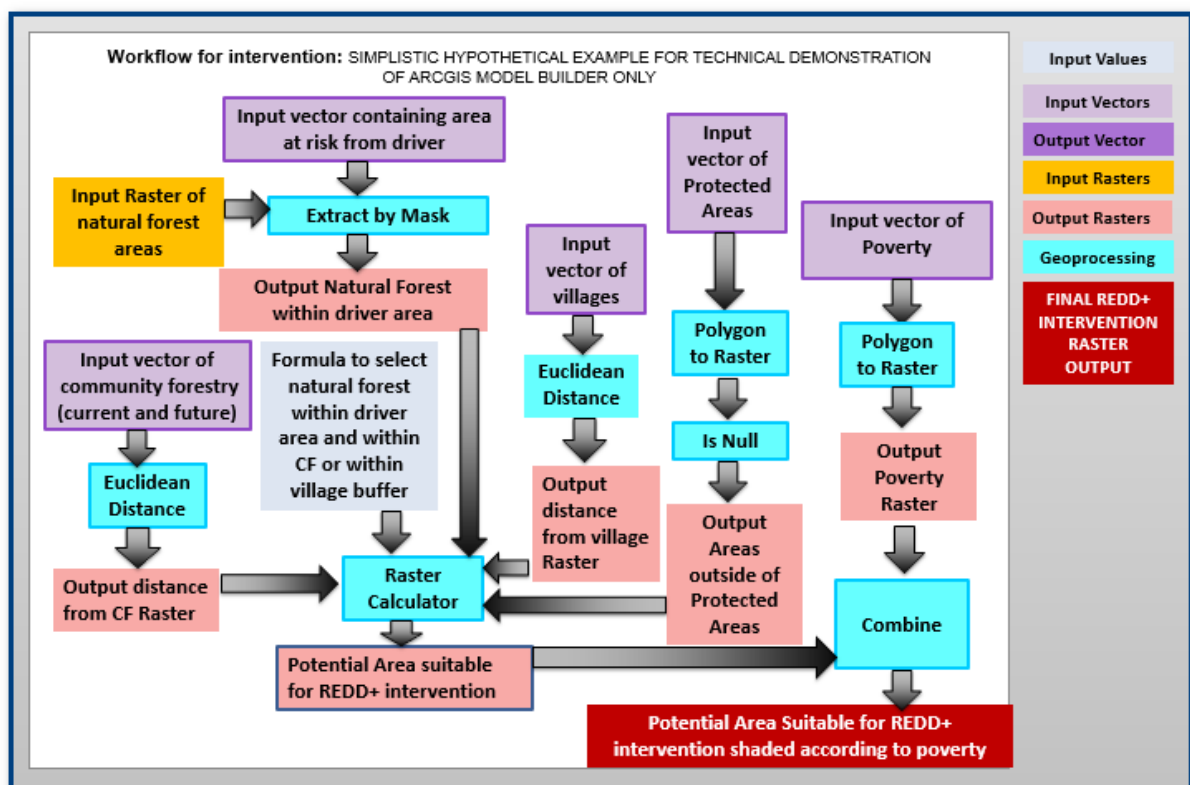 Workflow for intervention: SIMPLISTIC HYPOTHETICAL EXAMPLE FOR TECHNICAL DEMONSTRATION
OF ARCGIS MODEL BUILDER ONLY
Input vector containing area
at risk from driver
Input Raster of
natural forest
areas
Extract by Mask
Output Natural Forest
within driver area
Input vector of
community forestry
(current and future)
Euclidean
Distance
Output distance
from CF Raster
Formula to select
natural forest
within driver
area and within
CF or within
village buffer
Raster
Calculator
Potential Area suitable
for REDD+ intervention
Input
vector of
villages
Euclidean
Distance
Output
distance
from village
Raster
Input
vector of
Protected
Areas
Polygon
to Raster
Is Null
Output
Areas
outside of
Protected
Areas
Input vector of
Poverty
Polygon
to Raster
Output
Poverty
Raster
Combine
Potential Area Suitable for REDD+
intervention shaded according to poverty
Input Values
Input Vectors
Output Vector
Input Rasters
Output Rasters
Geoprocessing
FINAL REDD+
INTERVENTION
RASTER
OUTPUT